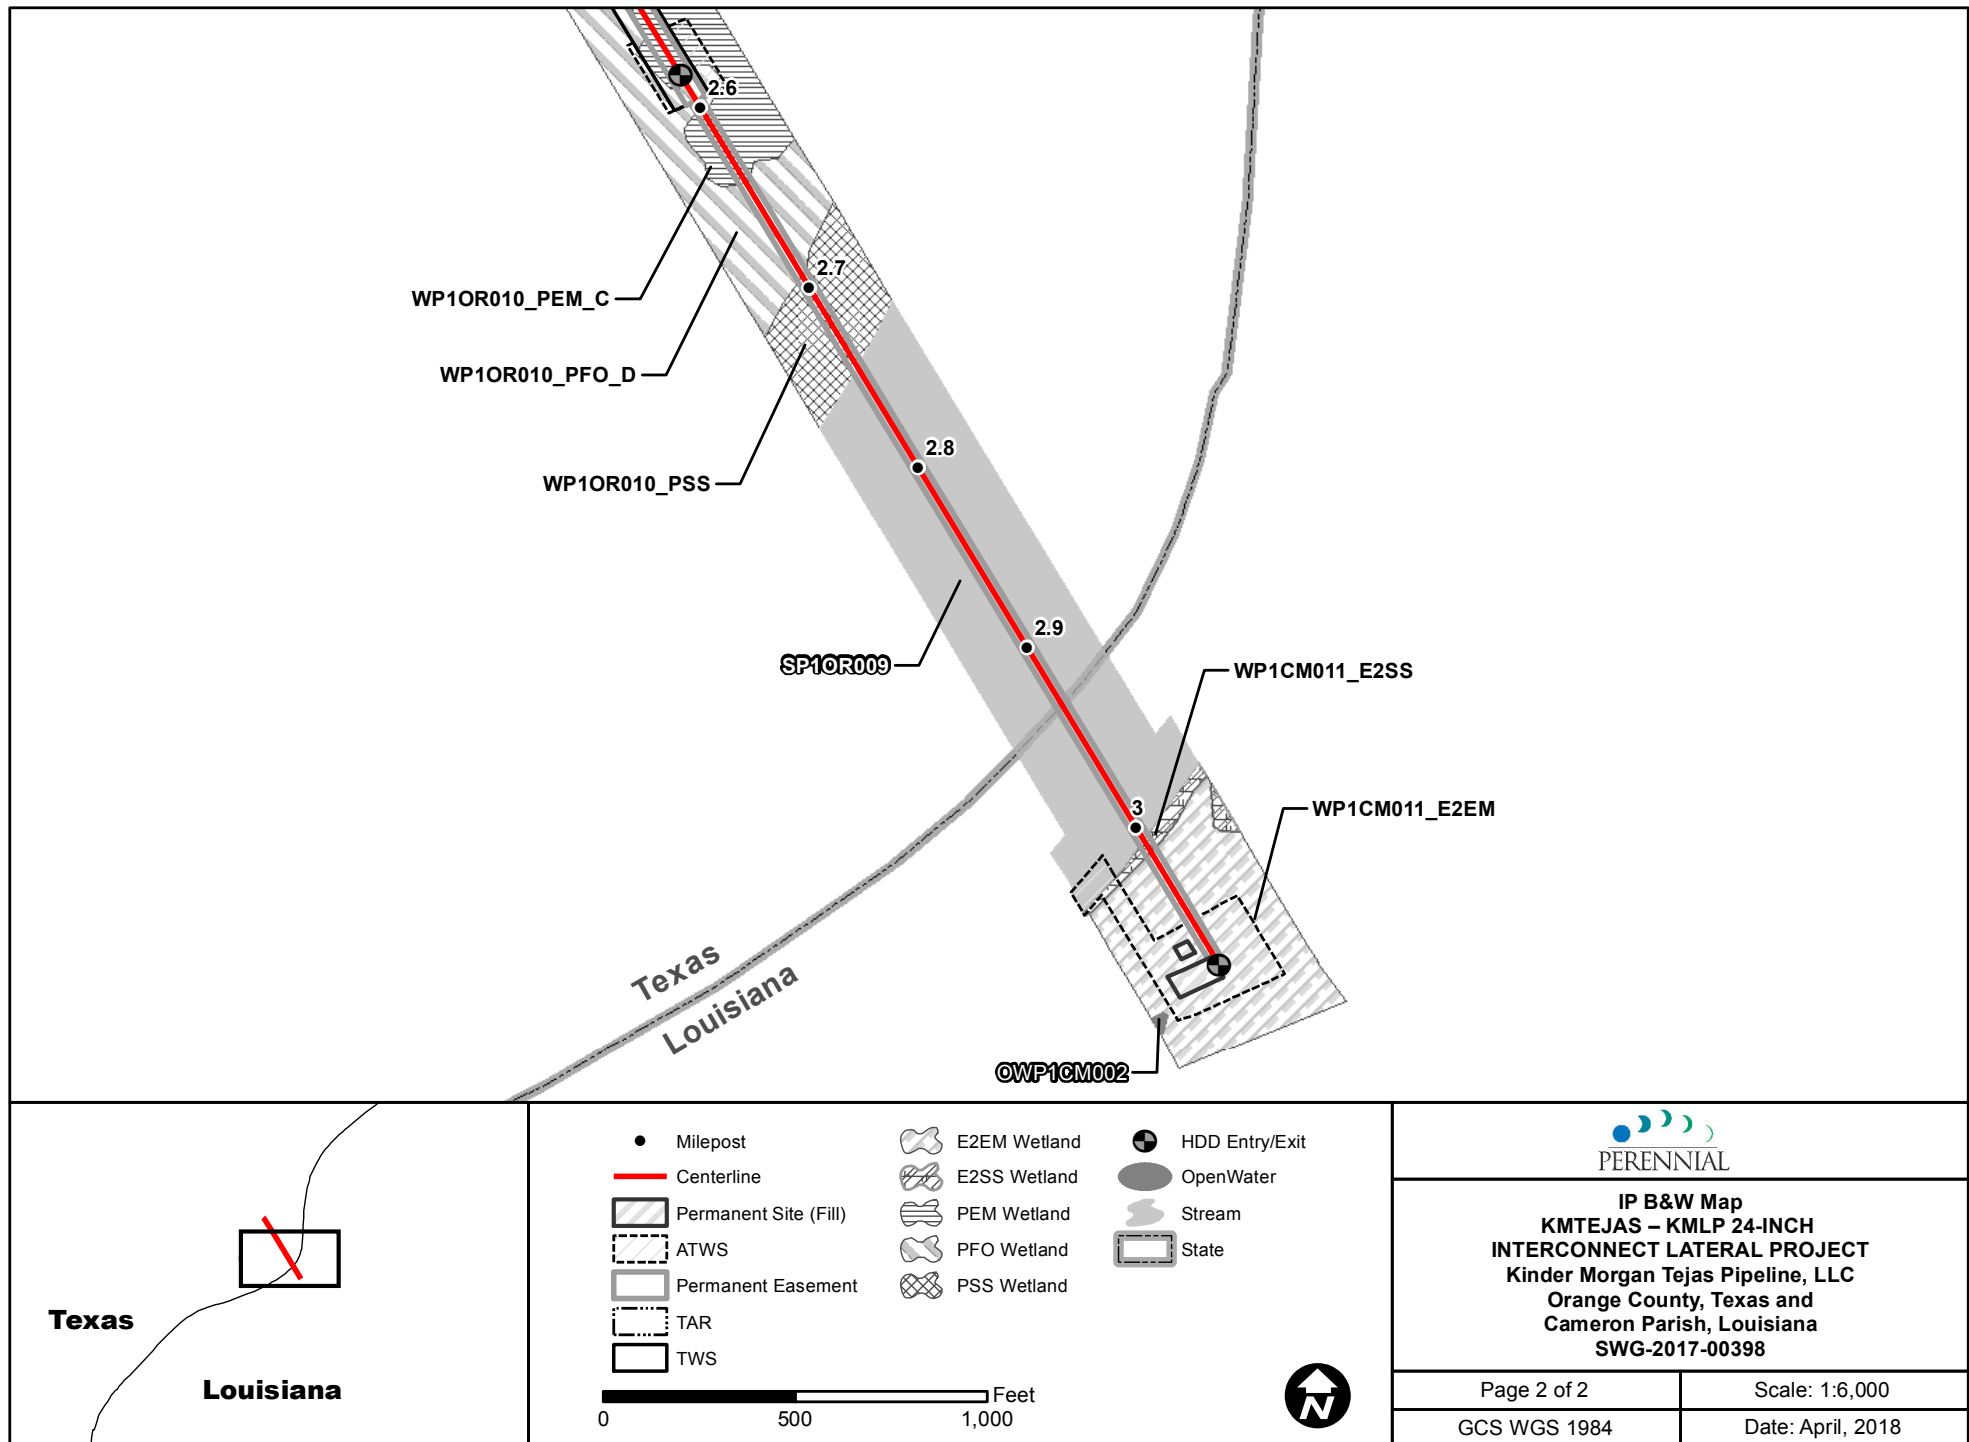 2.6
2.7
WP1OR010_PEM_C
WP1OR010_PFO_D
2.8
WP1OR010_PSS
2.9
SP1OR009
WP1CM011_E2SS
3
WP1CM011_E2EM
Texas
Louisiana
OWP1CM002
Texas
Louisiana
Milepost
Centerline
Permanent Site (Fill)
ATWS
Permanent Easement
TAR
TWS
E2EM Wetland
E2SS Wetland
PEM Wetland
PFO Wetland
PSS Wetland
HDD Entry/Exit
OpenWater
Stream
State
Feet
0 500 1,000
N
PERENNIAL
IP B&W Map
KMTEJAS – KMLP 24-INCH
INTERCONNECT LATERAL PROJECT
Kinder Morgan Tejas Pipeline, LLC
Orange County, Texas and
Cameron Parish, Louisiana
SWG-2017-00398
Page 2 of 2
Scale: 1:6,000
GCS WGS 1984
Date: April, 2018